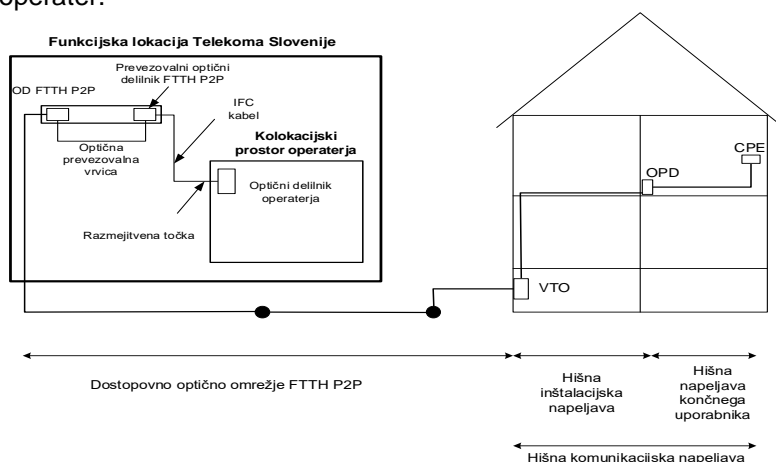 operater.
Funkcijska lokacija Telekoma Slovenije
Prevezovalni optični
delilnik FTTH P2P
OD FTTH P2P
IFC
kabel
Optična
prevezovalna
vrvica
Kolokacijski
prostor operaterja
Optični delilnik
operaterja
Razmejitvena točka
CPE
OPD
VTO
Dostopovno optično omrežje FTTH P2P
Hišna
inštalacijska
napeljava
Hišna
napeljava
končnega
uporabnika
Hišna komunikacijska napeljava